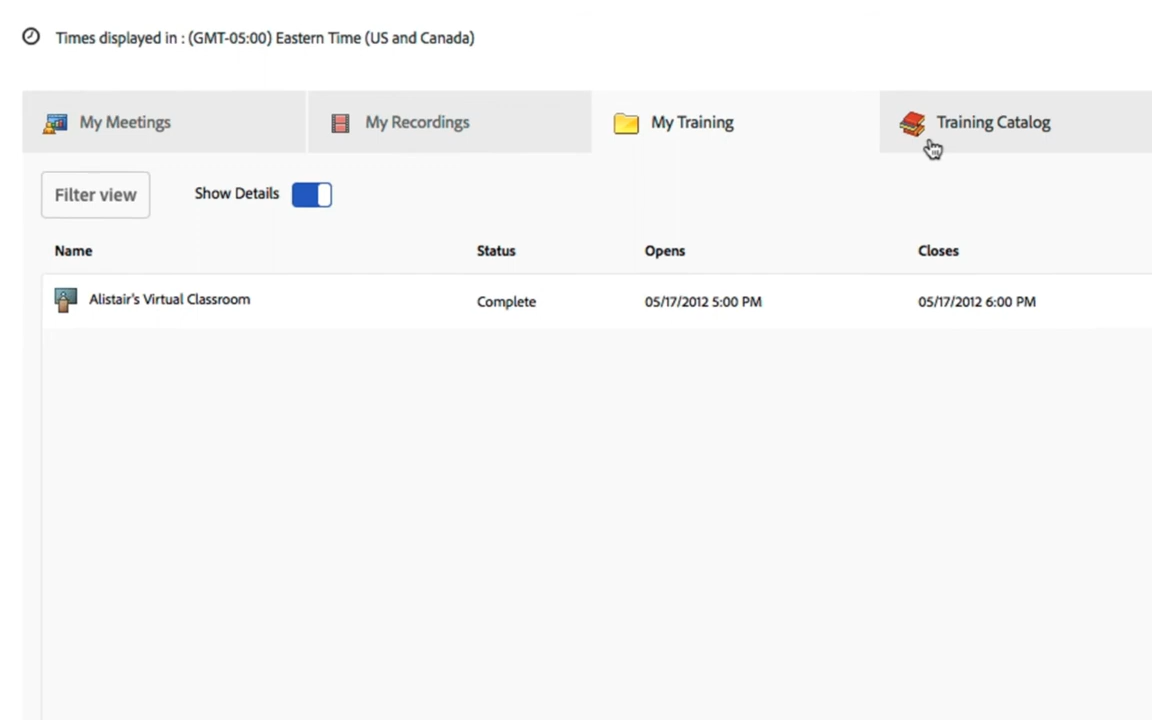 Times displayed in : (GMT-05:00) Eastern Time (US and Canada)
My Meetings My Recordings My Training Training Catalog
Filter view Show Details
Name Status Opens Closes
Alistair's Virtual Classroom Complete 05/17/2012 5:00 PM 05/17/2012 6:00 PM